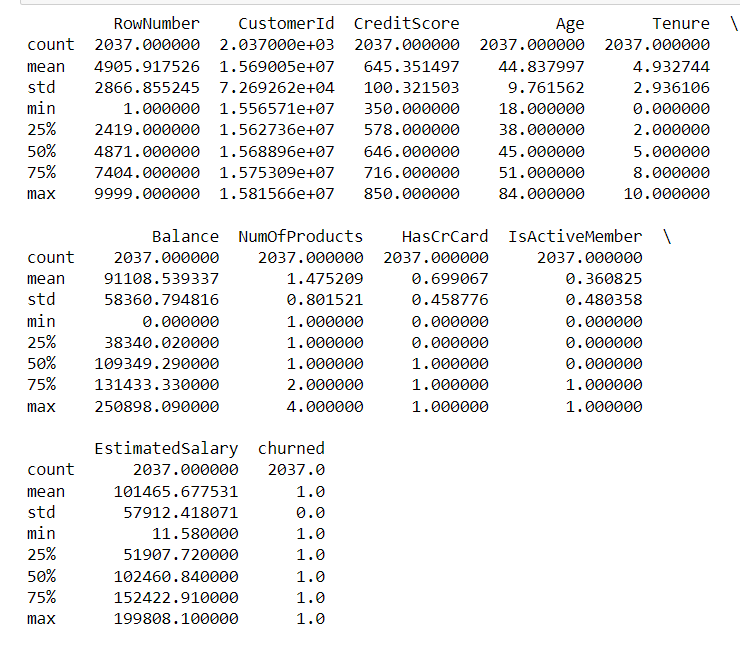 RowNumber CustomerId CreditScore Age Tenure \
count 2037.000000 2.037000e+03 2037.000000 2037.000000 2037.000000
mean 4905.917526 1.569005e+07 645.351497 44.837997 4.932744
std 2866.855245 7.269262e+04 100.321503 9.761562 2.936106
min 1.000000 1.556571e+07 350.000000 18.000000 0.000000
25% 2419.000000 1.562736e+07 578.000000 38.000000 2.000000
50% 4871.000000 1.568896e+07 646.000000 45.000000 5.000000
75% 7404.000000 1.575309e+07 716.000000 51.000000 8.000000
max 9999.000000 1.581566e+07 850.000000 84.000000 10.000000
Balance NumOfProducts HasCrCard IsActiveMember \
count 2037.000000 2037.000000 2037.000000 2037.000000
mean 91108.539337 1.475209 0.699067 0.360825
std 58360.794816 0.801521 0.458776 0.480358
min 0.000000 1.000000 0.000000 0.000000
25% 38340.020000 1.000000 0.000000 0.000000
50% 109349.290000 1.000000 1.000000 0.000000
75% 131433.330000 2.000000 1.000000 1.000000
max 250898.090000 4.000000 1.000000 1.000000
EstimatedSalary churned
count 2037.000000 2037.0
mean 101465.677531 1.0
std 57912.418071 0.0
min 11.580000 1.0
25% 51907.720000 1.0
50% 102460.840000 1.0
75% 152422.910000 1.0
max 199808.100000 1.0